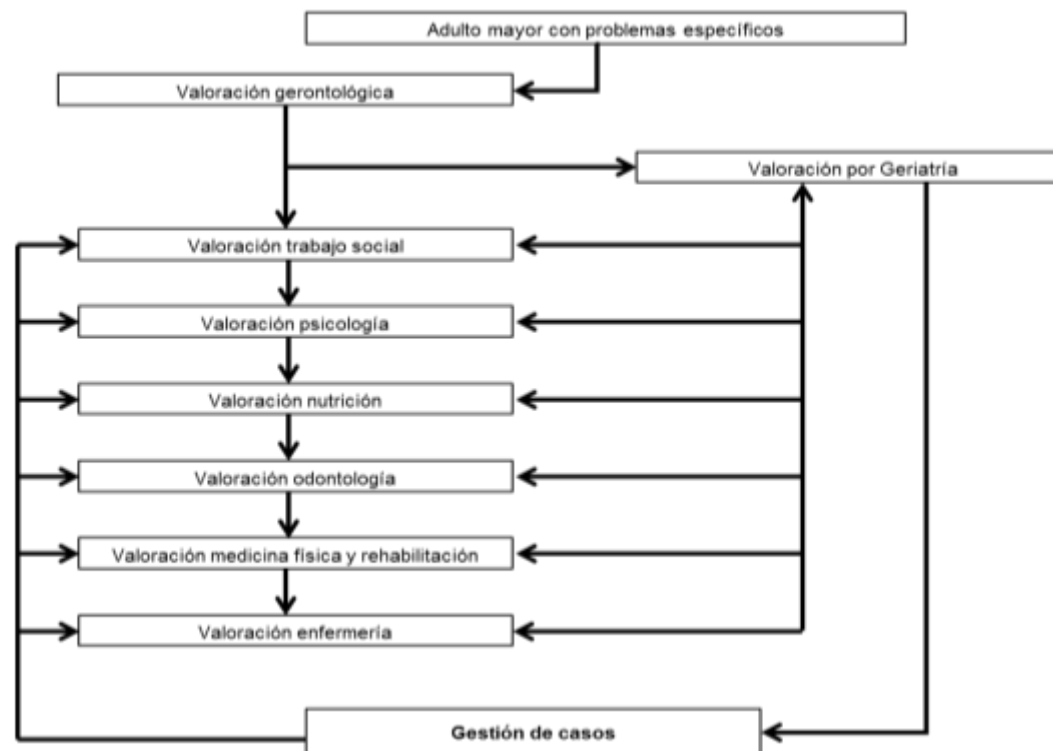 Adulto mayor con problemas específicos
Valoración gerontológica
Valoración por Geriatría
Valoración trabajo social
Valoración psicología
Valoración nutrición
Valoración odontología
Valoración medicina física y rehabilitación
Valoración enfermería
Gestión de casos